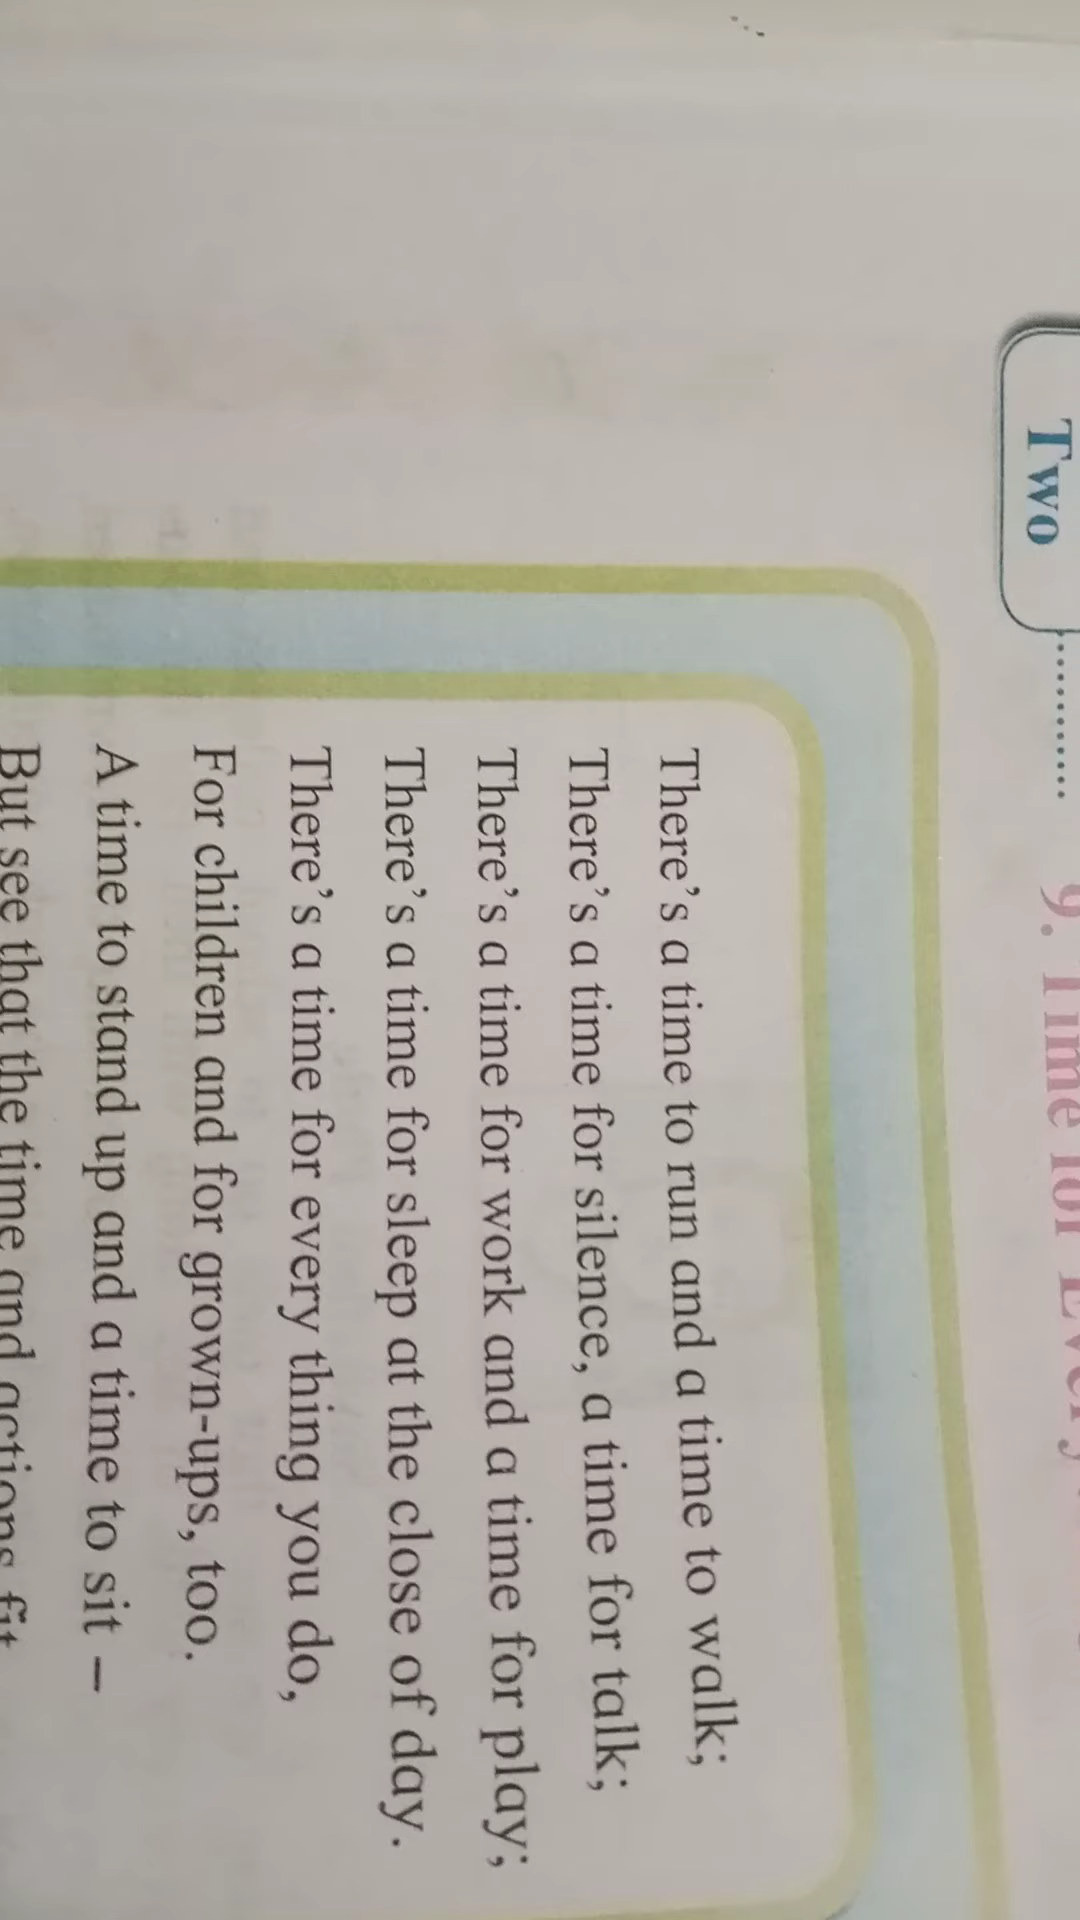 Two
9. Time for Every
There's a time to run and a time to walk;
There's a time for silence, a time for talk;
There's a time for work and a time for play;
There's a time for sleep at the close of day.
There's a time for every thing you do,
For children and for grown-ups, too.
A time to stand up and a time to sit –
But see that the time and actions fit